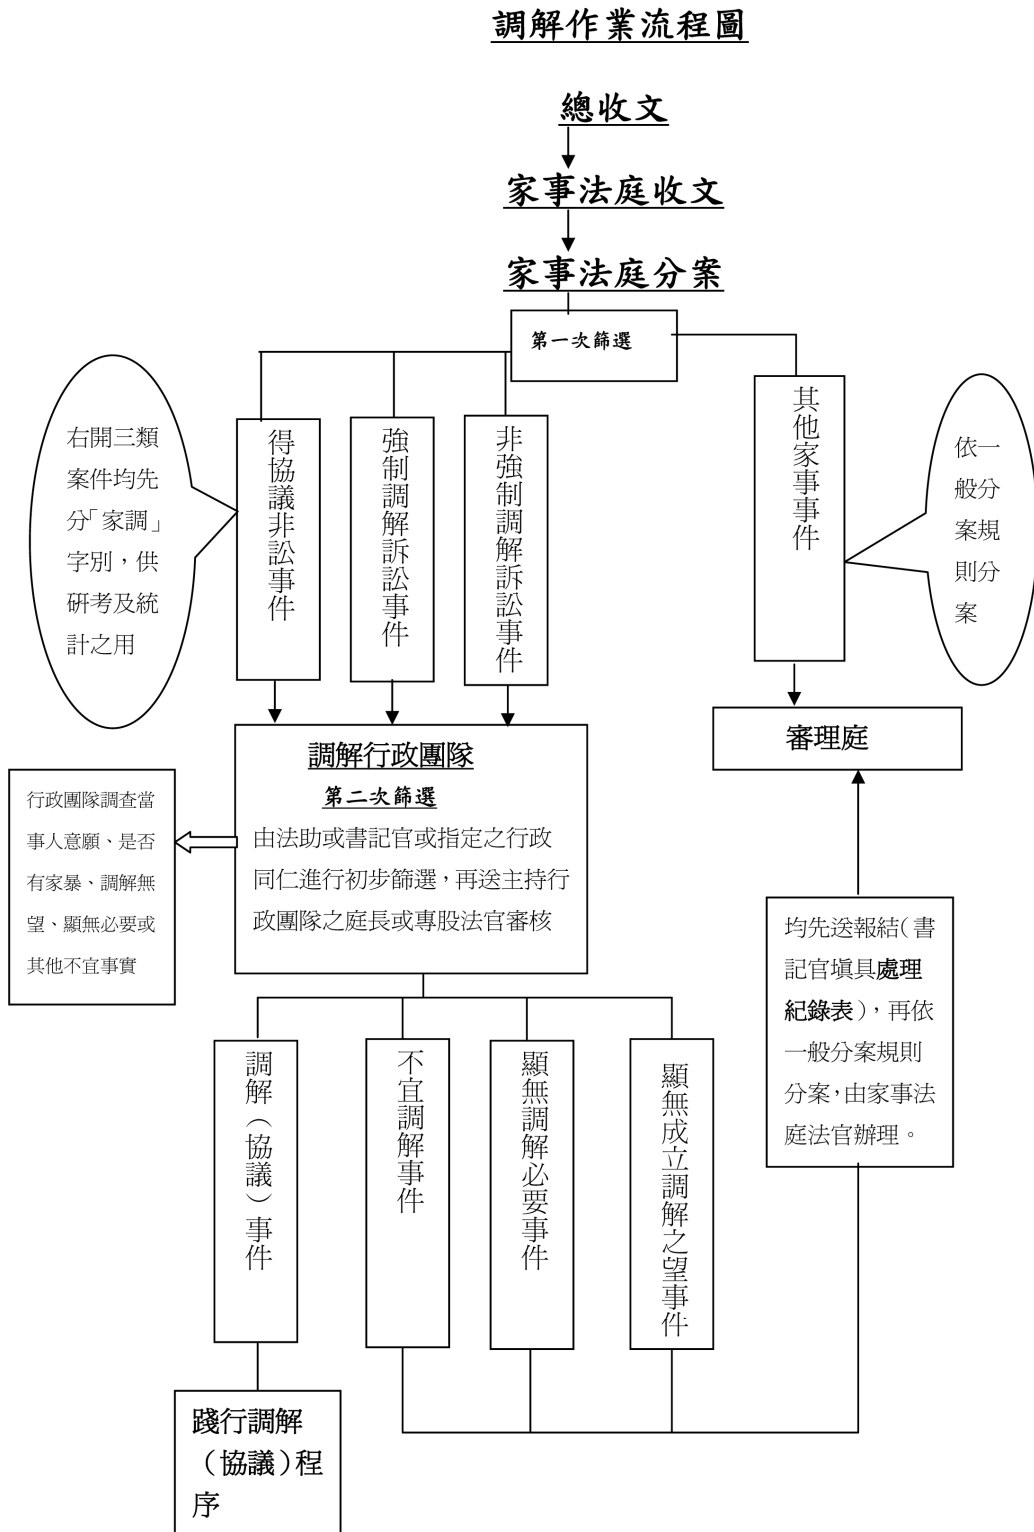 調解作業流程圖
總收文
家事法庭收文
家事法庭分案
第一次篩選
右開三類
案件均先
分「家調」
字別，供
研考及統
計之用
得協議非訟事件
強制調解訴訟事件
非強制調解訴訟事件
其他家事事件
依一
般分
案規
則分
案
調解行政團隊
第二次篩選
由法助或書記官或指定之行政
同仁進行初步篩選，再送主持行
政團隊之庭長或專股法官審核
審理庭
行政團隊調查當
事人意願、是否
有家暴、調解無
望、顯無必要或
其他不宜事實
均先送報結（書
記官填具處理
紀錄表），再依
一般分案規則
分案，由家事法
庭法官辦理。
調解（協議）事件
不宜調解事件
顯無調解必要事件
顯無成立調解之望事件
踐行調解
（協議）程
序